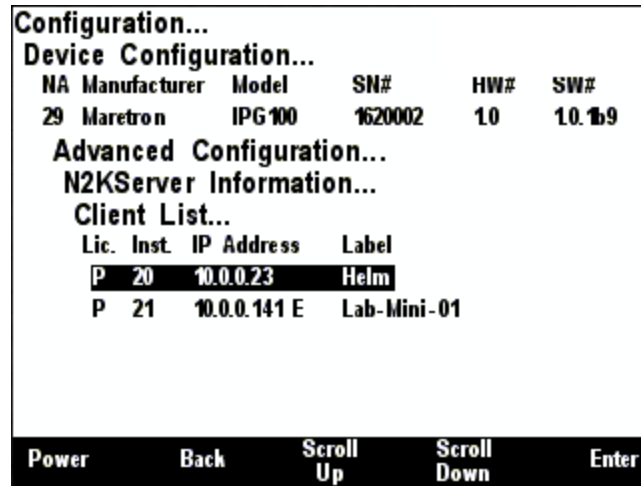 Configuration...
Device Configuration...
NA Manufacturer Model SN# HW# SW#
29 Maretron IPG100 1620002 1.0 1.0.1b9
Advanced Configuration...
N2KServer Information...
Client List...
Lic. Inst. IP Address Label
P 20 10.0.0.23 Helm
P 21 10.0.0.141 E Lab-Mini-01
Power Back Scroll Up Scroll Down Enter